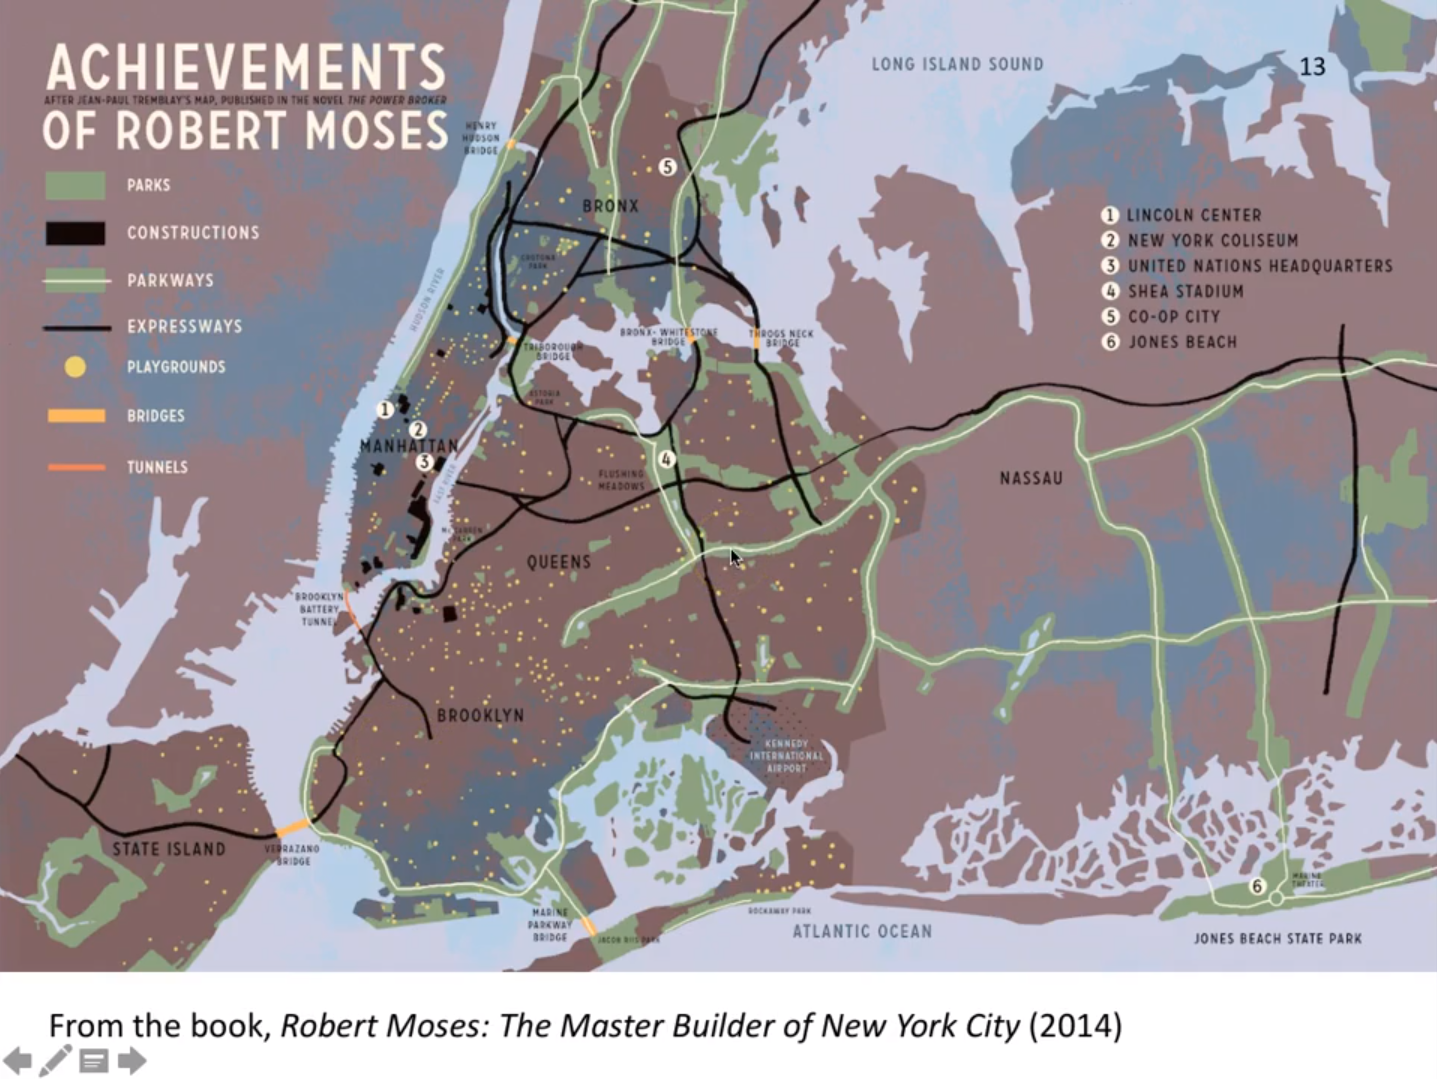 ACHIEVEMENTS
AFTER JEAN-PAUL TREMBLAY'S MAP, PUBLISHED IN THE NOVEL THE POWER BROKER
OF ROBERT MOSES
PARKS
CONSTRUCTIONS
PARKWAYS
EXPRESSWAYS
PLAYGROUNDS
BRIDGES
TUNNELS
LONG ISLAND SOUND
13
1 LINCOLN CENTER
2 NEW YORK COLISEUM
3 UNITED NATIONS HEADQUARTERS
4 SHEA STADIUM
5 CO-OP CITY
6 JONES BEACH
HENRY
HUDSON
BRIDGE
5
BRONX
CROTONA
PARK
HUDSON RIVER
TRIBOROUGH
BRIDGE
BRONX- WHITESTONE
BRIDGE
THROGS NECK
BRIDGE
ASTORIA
PARK
1
2
MANHATTAN
3
EAST RIVER
4
FLUSHING
MEADOWS
NASSAU
PARK
QUEENS
BROOKLYN
BATTERY
TUNNEL
BROOKLYN
KENNEDY
INTERNATIONAL
AIRPORT
STATE ISLAND
VERRAZANO
BRIDGE
MARINE
PARKWAY
BRIDGE
JACOB RIIS PARK
ROCKAWAY PARK
ATLANTIC OCEAN
6
MARINE
THEATER
JONES BEACH STATE PARK
From the book, Robert Moses: The Master Builder of New York City (2014)